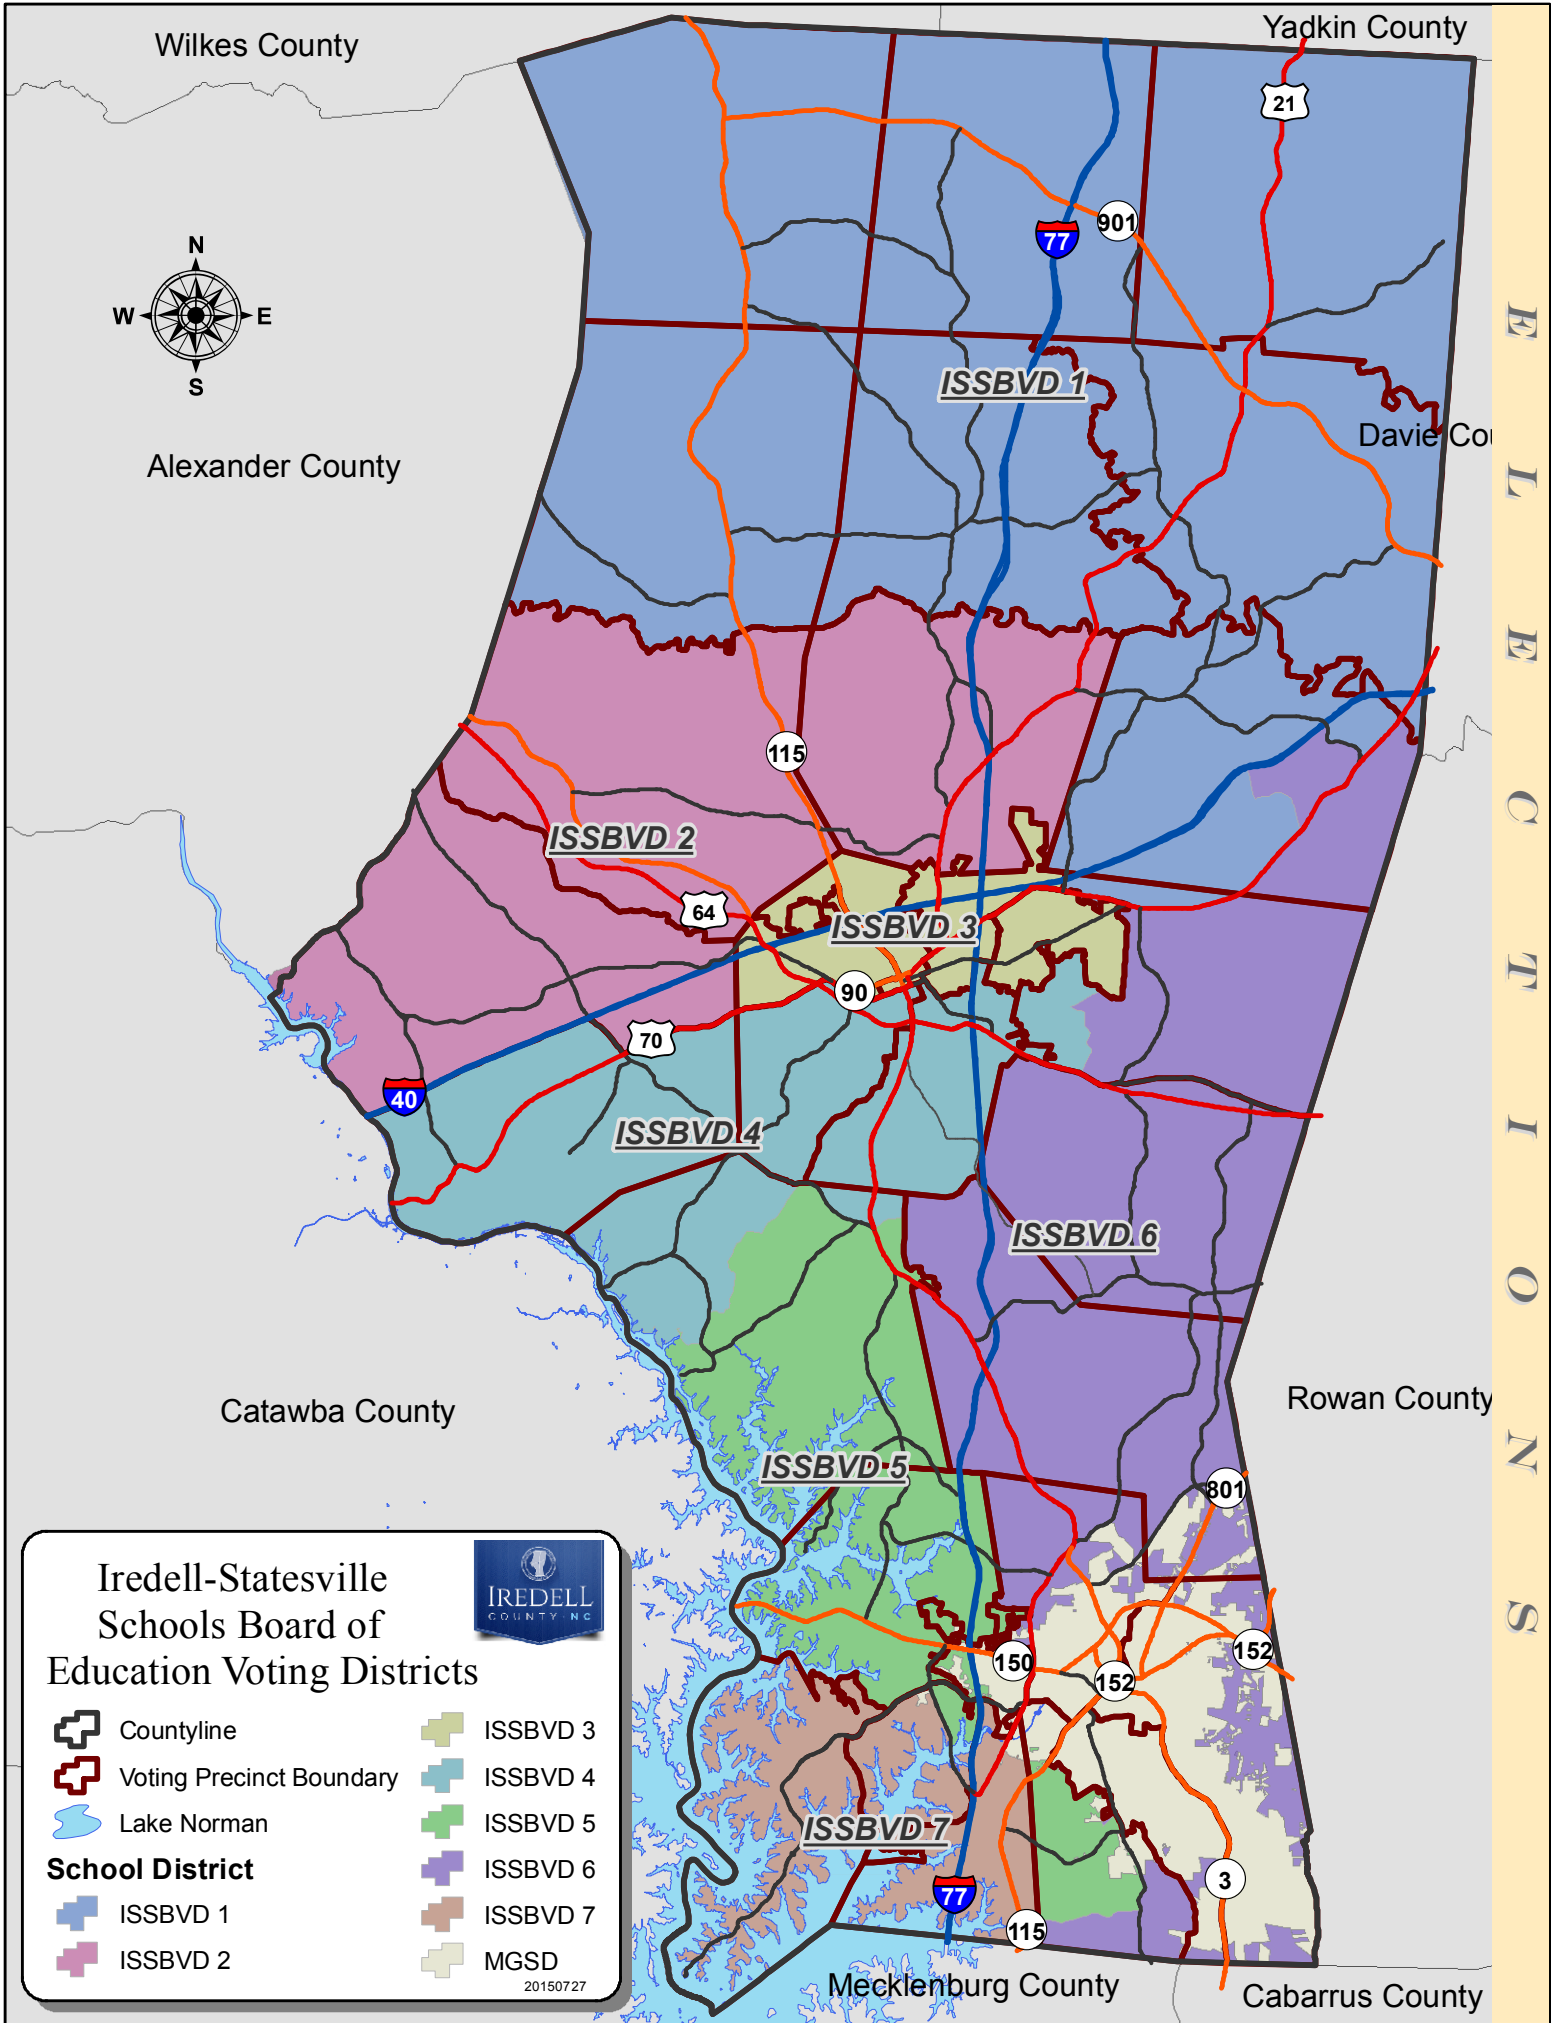 Wilkes County
Yadkin County
21
901
77
N
W E
S
ISSBVD 1
Davie Cou
Alexander County
115
ISSBVD 2
64
ISSBVD 3
90
70
40
ISSBVD 4
ISSBVD 6
Catawba County
Rowan County
ISSBVD 5
801
150
152
152
ISSBVD 7
77
3
115
Mecklenburg County
Cabarrus County
ELECTIONS
Iredell-Statesville
Schools Board of
Education Voting Districts
IREDELL
COUNTY NC
Countyline
Voting Precinct Boundary
Lake Norman
School District
ISSBVD 1
ISSBVD 2
ISSBVD 3
ISSBVD 4
ISSBVD 5
ISSBVD 6
ISSBVD 7
MGSD
20150727